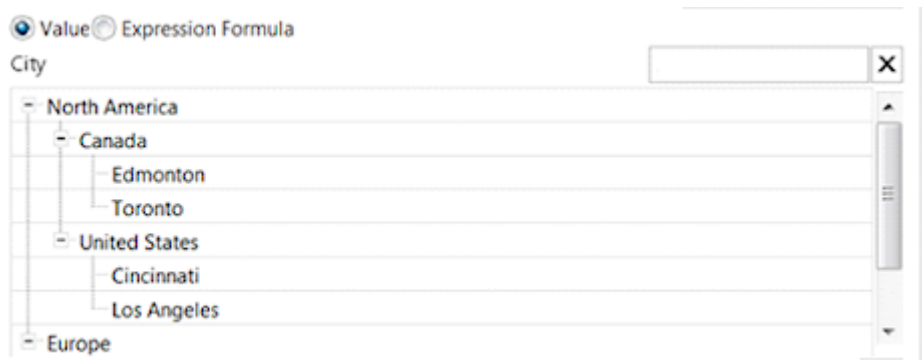 Value Expression Formula
City X
North America
Canada
Edmonton
Toronto
United States
Cincinnati
Los Angeles
Europe